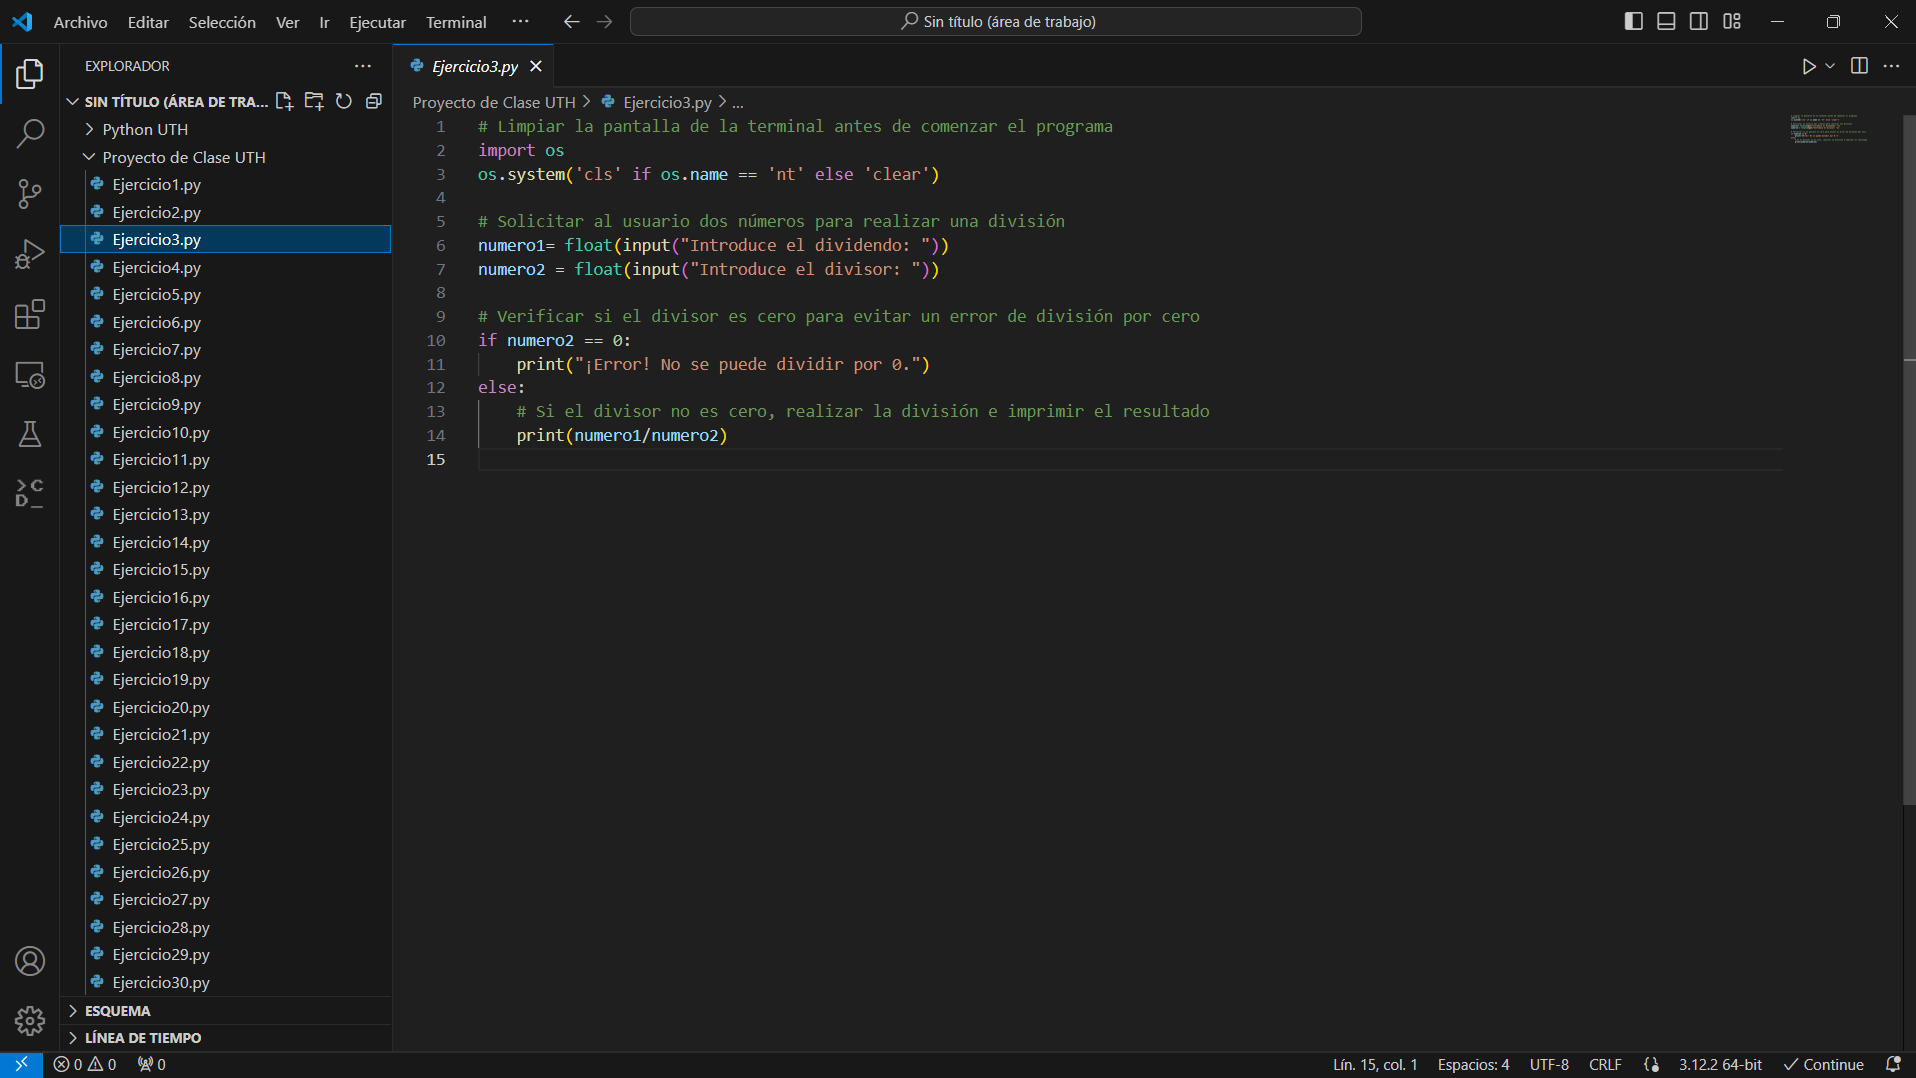 Archivo Editar Selección Ver Ir Ejecutar Terminal ··· Sin título (área de trabajo)
EXPLORADOR
SIN TÍTULO (ÁREA DE TRA...
Python UTH
Proyecto de Clase UTH
Ejercicio1.py
Ejercicio2.py
Ejercicio3.py
Ejercicio4.py
Ejercicio5.py
Ejercicio6.py
Ejercicio7.py
Ejercicio8.py
Ejercicio9.py
Ejercicio10.py
Ejercicio11.py
Ejercicio12.py
Ejercicio13.py
Ejercicio14.py
Ejercicio15.py
Ejercicio16.py
Ejercicio17.py
Ejercicio18.py
Ejercicio19.py
Ejercicio20.py
Ejercicio21.py
Ejercicio22.py
Ejercicio23.py
Ejercicio24.py
Ejercicio25.py
Ejercicio26.py
Ejercicio27.py
Ejercicio28.py
Ejercicio29.py
Ejercicio30.py
ESQUEMA
LÍNEA DE TIEMPO
Ejercicio3.py
Proyecto de Clase UTH > Ejercicio3.py > ...
1 # Limpiar la pantalla de la terminal antes de comenzar el programa
2 import os
3 os.system('cls' if os.name == 'nt' else 'clear')
4
5 # Solicitar al usuario dos números para realizar una división
6 numero1= float(input("Introduce el dividendo: "))
7 numero2 = float(input("Introduce el divisor: "))
8
9 # Verificar si el divisor es cero para evitar un error de división por cero
10 if numero2 == 0:
11     print("¡Error! No se puede dividir por 0.")
12 else:
13     # Si el divisor no es cero, realizar la división e imprimir el resultado
14     print(numero1/numero2)
15
0 0 0 Lín. 15, col. 1 Espacios: 4 UTF-8 CRLF 3.12.2 64-bit Continue